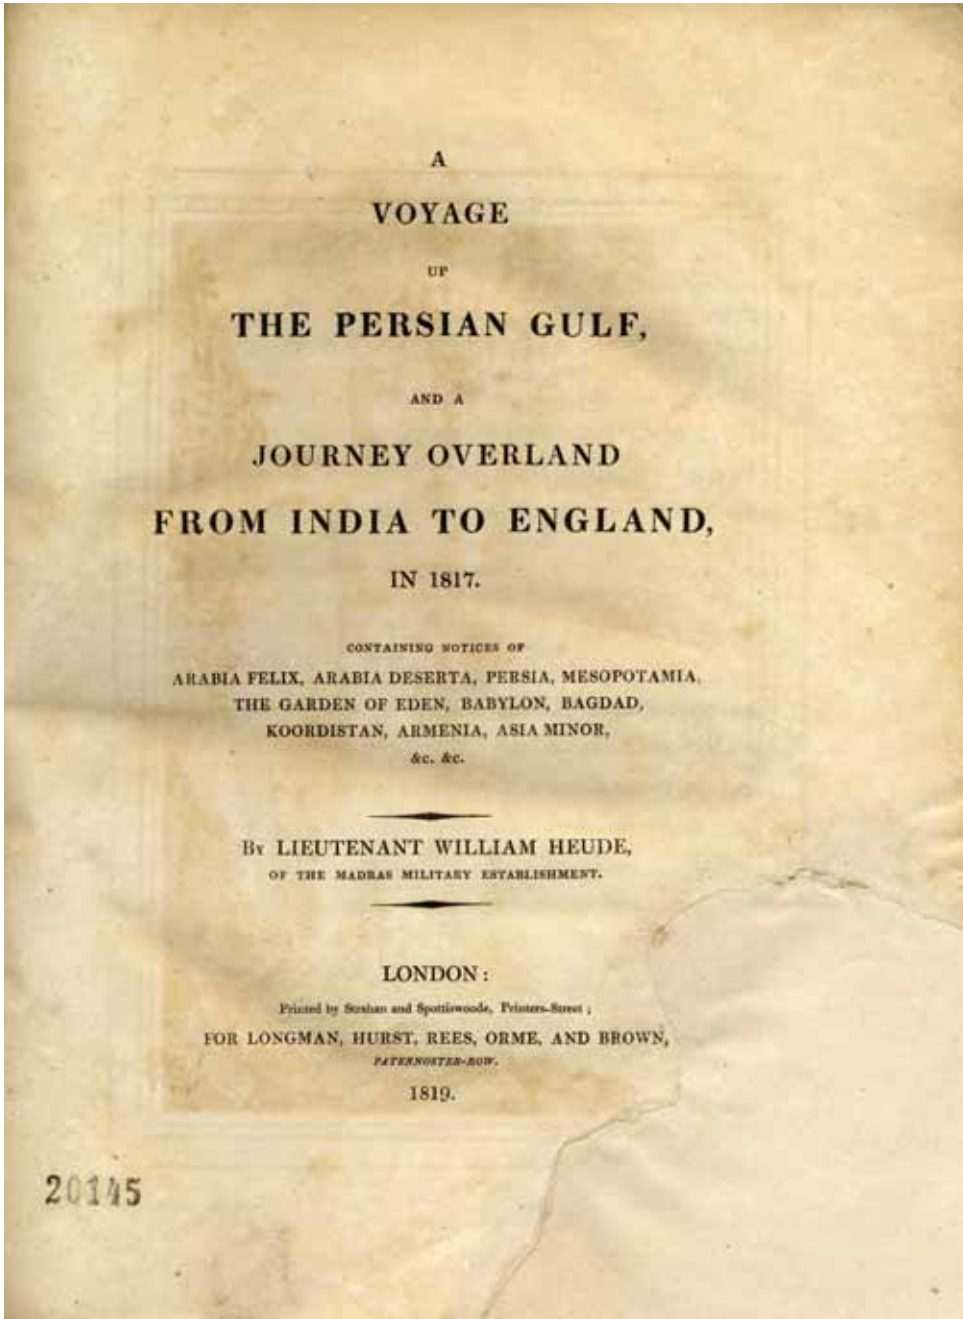 A
VOYAGE
UP
THE PERSIAN GULF,
AND A
JOURNEY OVERLAND
FROM INDIA TO ENGLAND,
IN 1817.
CONTAINING NOTICES OF
ARABIA FELIX, ARABIA DESERTA, PERSIA, MESOPOTAMIA,
THE GARDEN OF EDEN, BABYLON, BAGDAD,
KOORDISTAN, ARMENIA, ASIA MINOR,
&c. &c.
By LIEUTENANT WILLIAM HEUDE,
OF THE MADRAS MILITARY ESTABLISHMENT.
LONDON:
Printed by Strahan and Spottiswoode, Printers-Street;
FOR LONGMAN, HURST, REES, ORME, AND BROWN,
PATERNOSTER-ROW.
1819.
20145